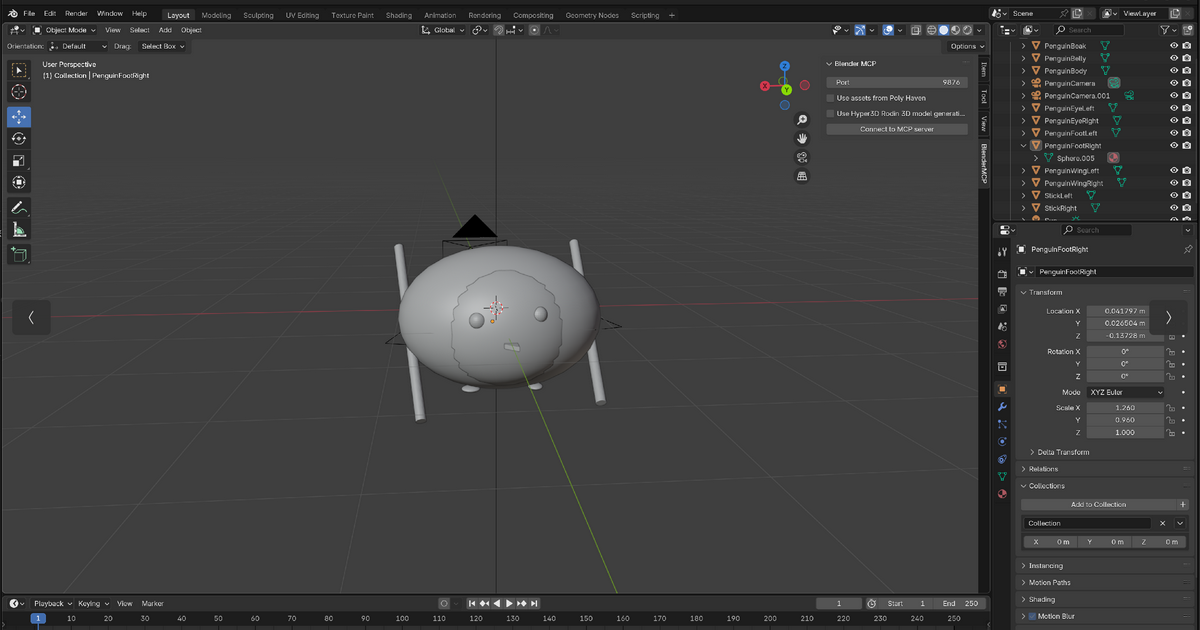 File Edit Render Window Help Layout Modeling Sculpting UV Editing Texture Paint Shading Animation Rendering Compositing Geometry Nodes Scripting + Scene ViewLayer
Object Mode View Select Add Object Global Search
Orientation: Default Drag: Select Box Options
User Perspective
(1) Collection | PenguinFootRight
X
Y
Z
Blender MCP
Port 9876
Use assets from Poly Haven
Use Hyper3D Rodin 3D model generati...
Connect to MCP server
Item
Tool
View
BlenderMCP
PenguinBeak
PenguinBelly
PenguinBody
PenguinCamera
PenguinCamera.001
PenguinEyeLeft
PenguinEyeRight
PenguinFootLeft
PenguinFootRight
Sphere.005
PenguinWingLeft
PenguinWingRight
StickLeft
StickRight
Search
PenguinFootRight
PenguinFootRight
Transform
Location X 0.041797 m
Y 0.026504 m
Z -0.13728 m
Rotation X 0°
Y 0°
Z 0°
Mode XYZ Euler
Scale X 1.260
Y 0.960
Z 1.000
Delta Transform
Relations
Collections
Add to Collection +
Collection
X 0 m Y 0 m Z 0 m
Instancing
Motion Paths
Shading
Motion Blur
Playback Keying View Marker 1 Start 1 End 250
1 10 20 30 40 50 60 70 80 90 100 110 120 130 140 150 160 170 180 190 200 210 220 230 240 250